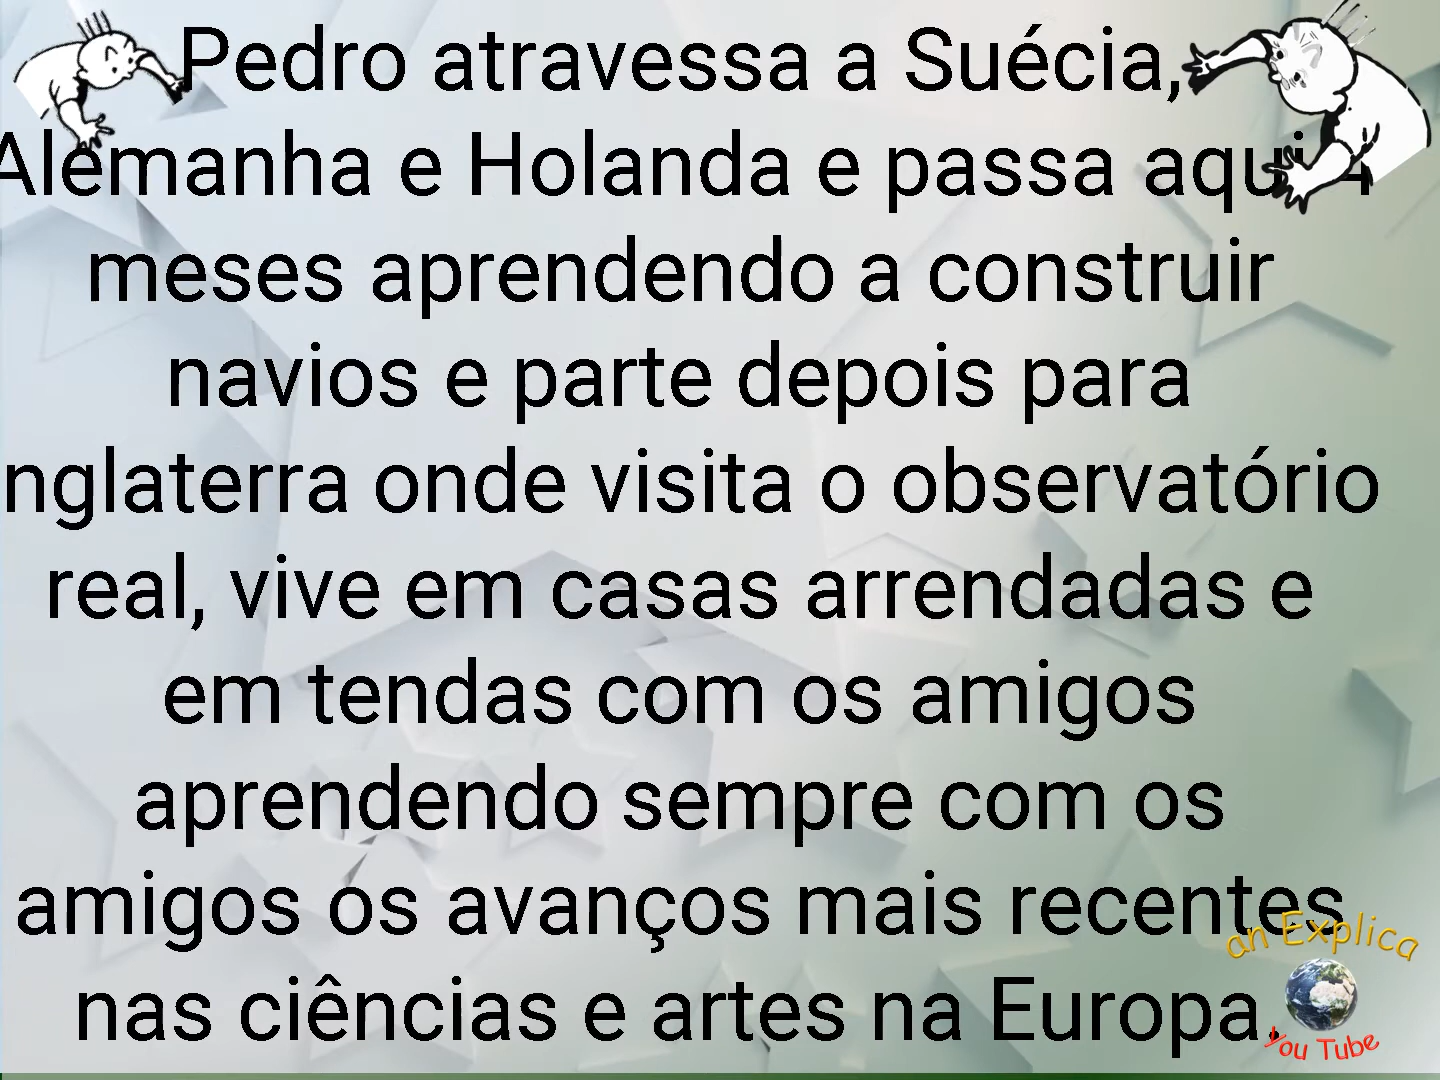 Pedro atravessa a Suécia,
Alemanha e Holanda e passa aqui 4
meses aprendendo a construir
navios e parte depois para
nglaterra onde visita o observatório
real, vive em casas arrendadas e
em tendas com os amigos
aprendendo sempre com os
amigos os avanços mais recentes
nas ciências e artes na Europa.
an Explica
You Tube